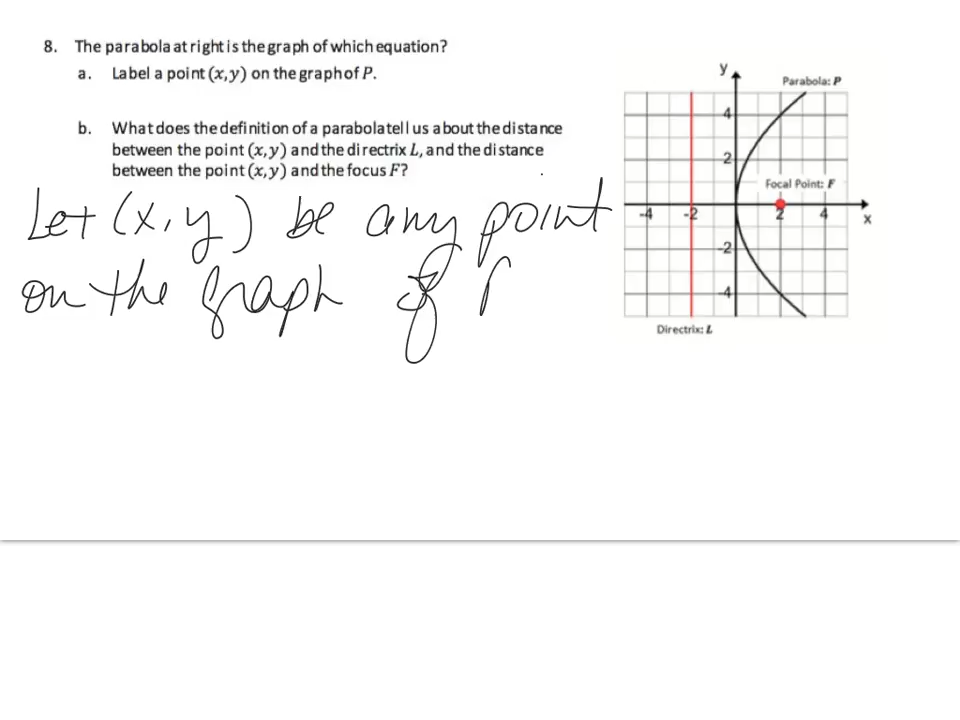 8. The parabola at right is the graph of which equation?
a. Label a point (x,y) on the graph of P.
b. What does the definition of a parabola tell us about the distance
between the point (x,y) and the directrix L, and the distance
between the point (x,y) and the focus F?
Let (x,y) be any point
on the graph of
y
Parabola: P
4
2
Focal Point: F
-4 -2 2 4 x
-2
-4
Directrix: L